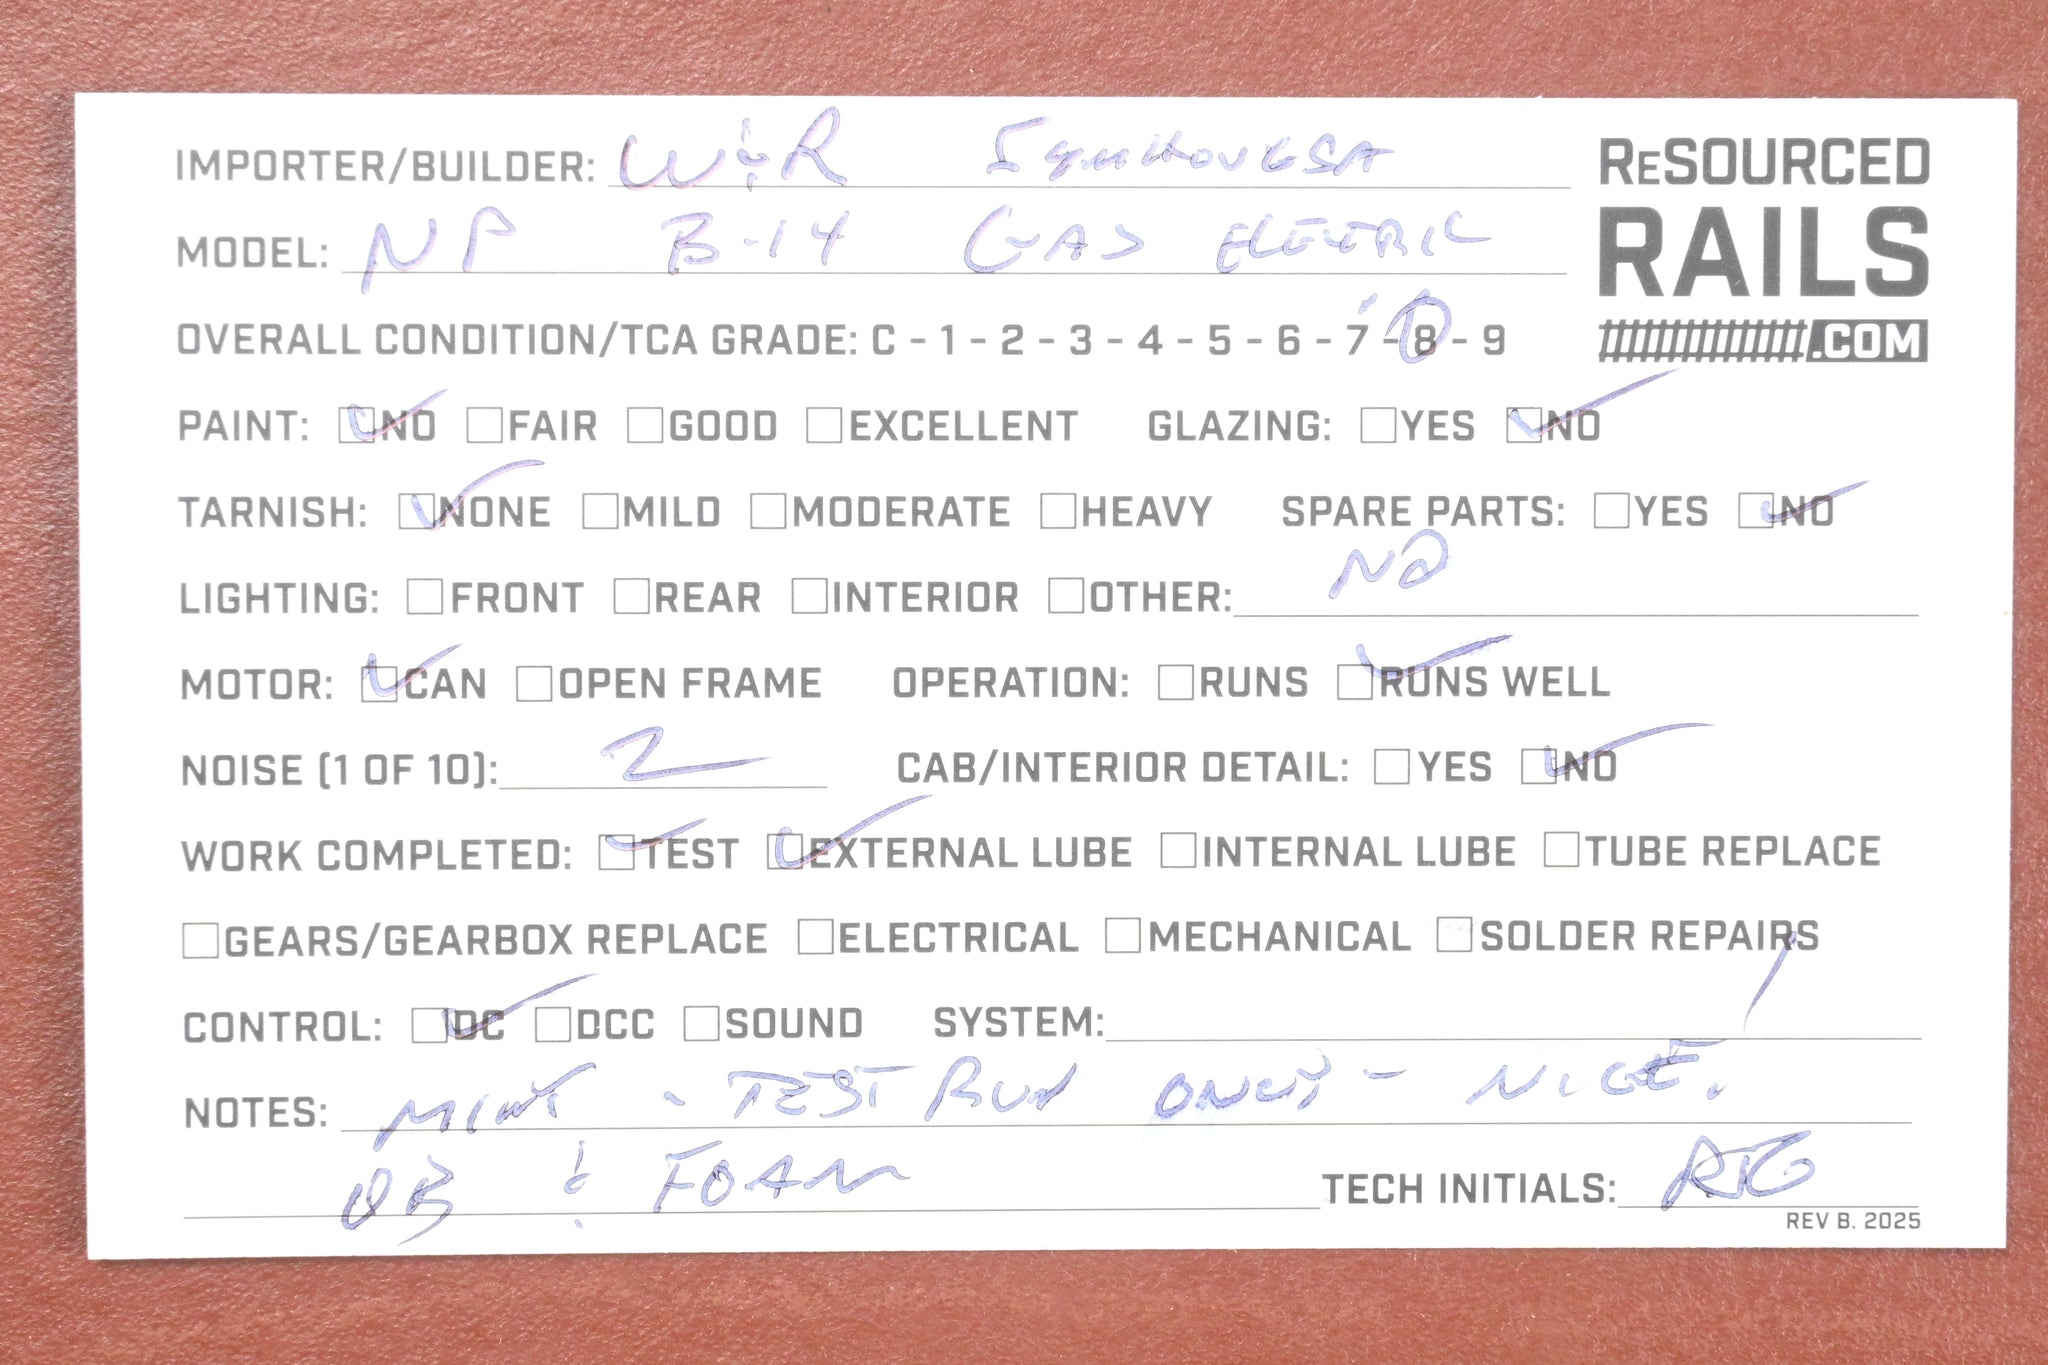 IMPORTER/BUILDER: W&R
ReSOURCED
RAILS
.COM
MODEL: NP B-14 GAS ELECTRIC
OVERALL CONDITION/TCA GRADE: C - 1 - 2 - 3 - 4 - 5 - 6 - 7 - 8 - 9
PAINT: NO FAIR GOOD EXCELLENT GLAZING: YES NO
TARNISH: NONE MILD MODERATE HEAVY SPARE PARTS: YES NO
LIGHTING: FRONT REAR INTERIOR OTHER: NO
MOTOR: CAN OPEN FRAME OPERATION: RUNS RUNS WELL
NOISE (1 OF 10): 2 CAB/INTERIOR DETAIL: YES NO
WORK COMPLETED: TEST EXTERNAL LUBE INTERNAL LUBE TUBE REPLACE
GEARS/GEARBOX REPLACE ELECTRICAL MECHANICAL SOLDER REPAIRS
CONTROL: DC DCC SOUND SYSTEM:
NOTES: MINT - TEST RUN ONLY - NICE!
OB & FOAM TECH INITIALS:
REV B. 2025